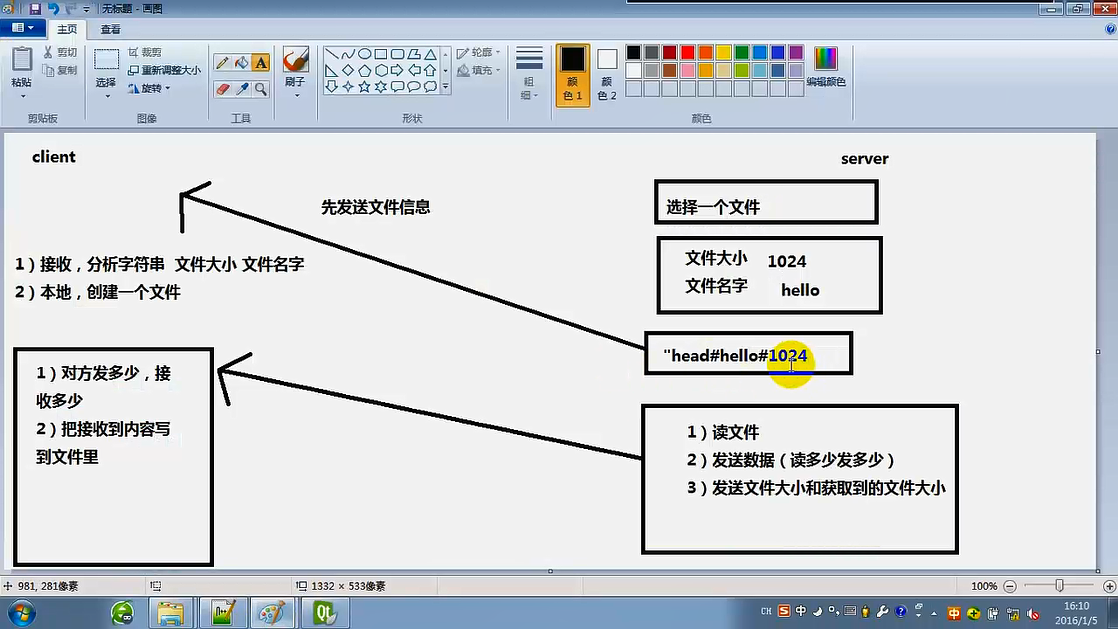 无标题 - 画图
主页 查看
粘贴
剪切
复制
选择
裁剪
重新调整大小
旋转
刷子
轮廓
填充
粗细
颜色 1
颜色 2
编辑颜色
剪贴板 图像 工具 形状 颜色
client
server
先发送文件信息
选择一个文件
文件大小 1024
文件名字 hello
1）接收，分析字符串 文件大小 文件名字
2）本地，创建一个文件
"head#hello#1024
1）对方发多少，接
收多少
2）把接收到内容写
到文件里
1）读文件
2）发送数据（读多少发多少）
3）发送文件大小和获取到的文件大小
981, 281像素 1332 × 533像素 100%
CH 中 16:10
2016/1/5